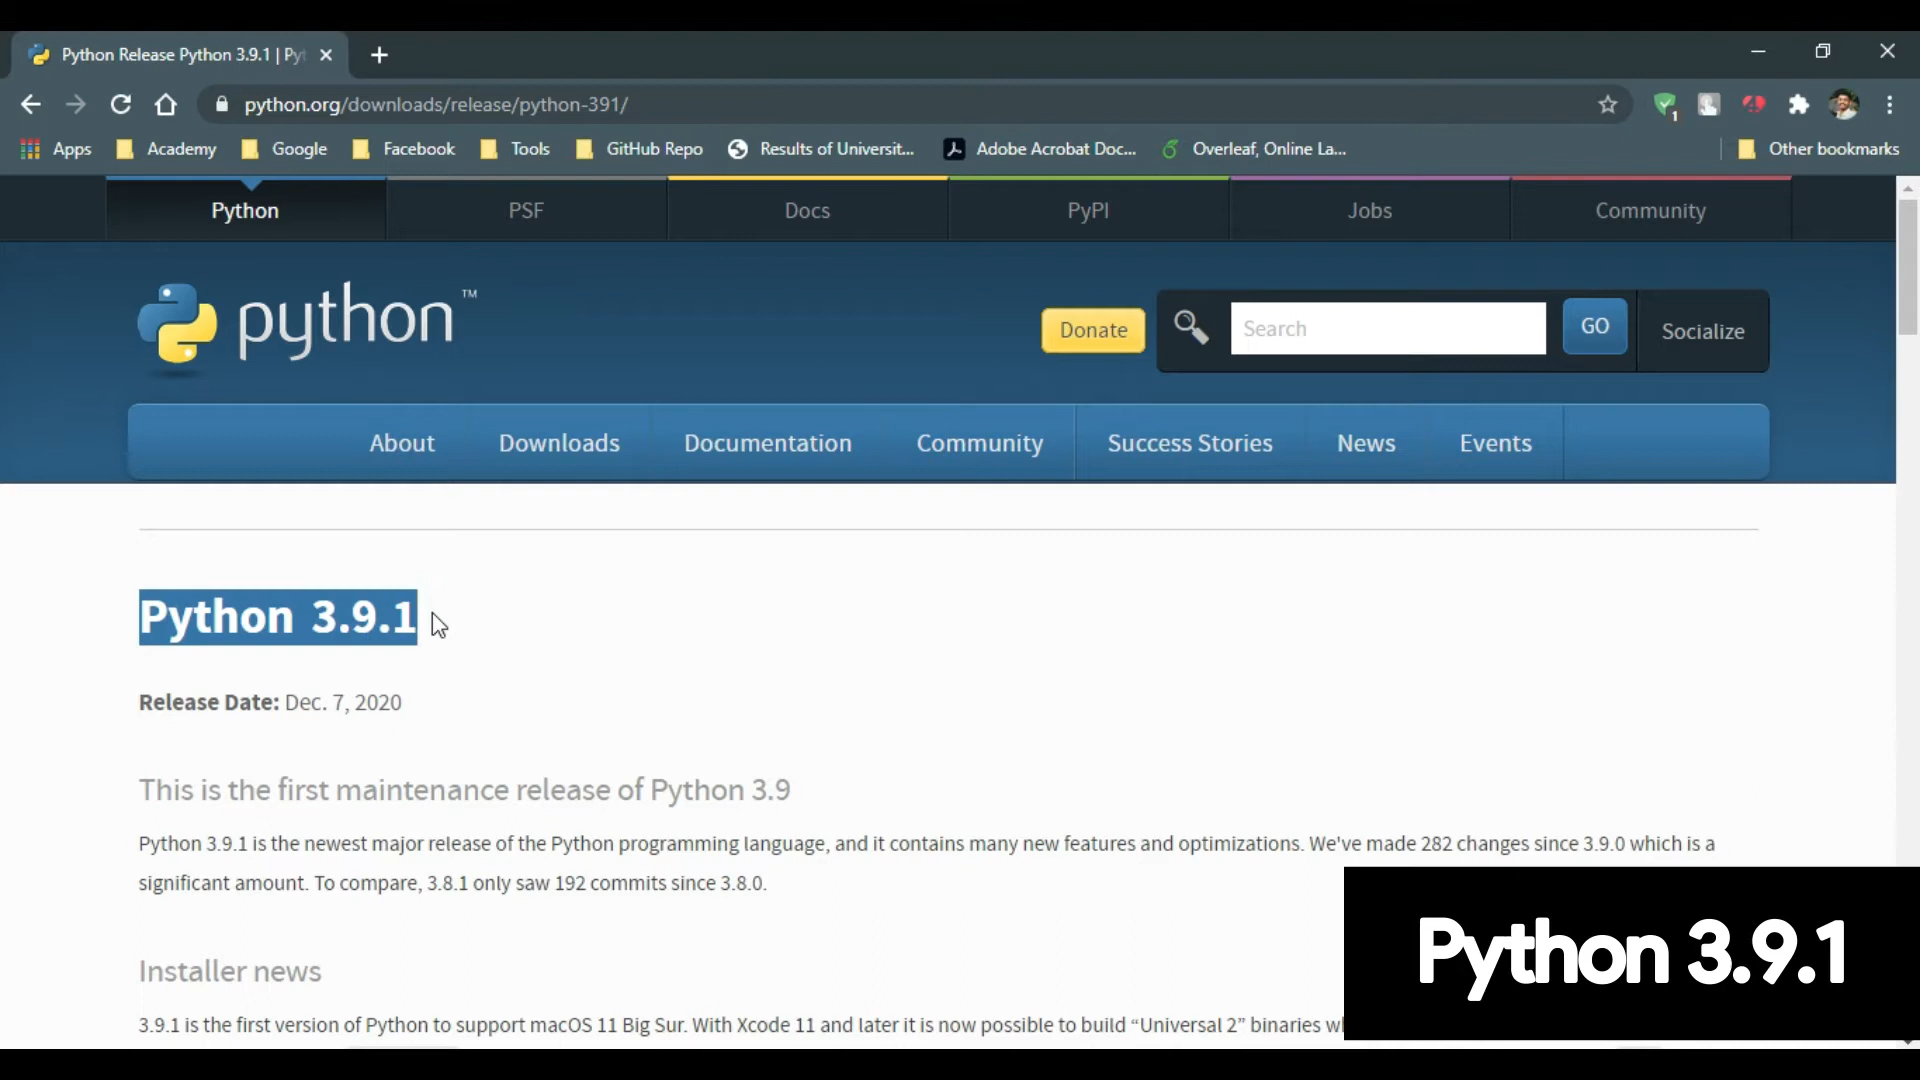 Python Release Python 3.9.1 | Py
python.org/downloads/release/python-391/
1
Apps Academy Google Facebook Tools GitHub Repo Results of Universit... Adobe Acrobat Doc... Overleaf, Online La... Other bookmarks
Python PSF Docs PyPI Jobs Community
python™
Donate Search GO Socialize
About Downloads Documentation Community Success Stories News Events
Python 3.9.1
Release Date: Dec. 7, 2020
This is the first maintenance release of Python 3.9
Python 3.9.1 is the newest major release of the Python programming language, and it contains many new features and optimizations. We've made 282 changes since 3.9.0 which is a
significant amount. To compare, 3.8.1 only saw 192 commits since 3.8.0.
Installer news
3.9.1 is the first version of Python to support macOS 11 Big Sur. With Xcode 11 and later it is now possible to build “Universal 2” binaries
Python 3.9.1